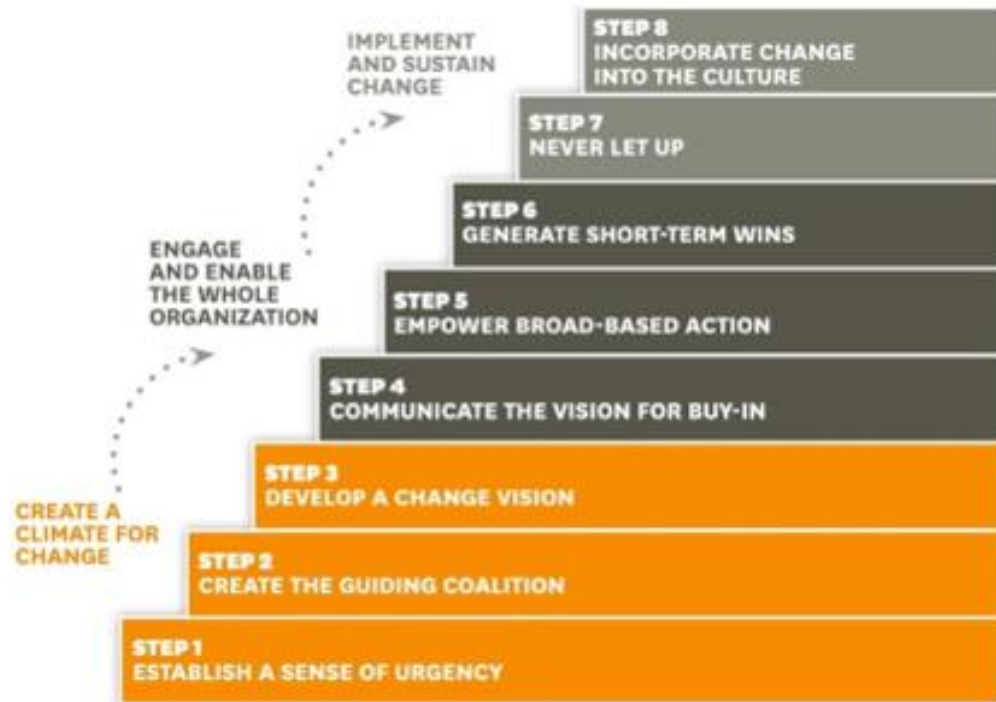 IMPLEMENT
AND SUSTAIN
CHANGE
STEP 8
INCORPORATE CHANGE
INTO THE CULTURE
STEP 7
NEVER LET UP
STEP 6
GENERATE SHORT-TERM WINS
ENGAGE
AND ENABLE
THE WHOLE
ORGANIZATION
STEP 5
EMPOWER BROAD-BASED ACTION
STEP 4
COMMUNICATE THE VISION FOR BUY-IN
STEP 3
DEVELOP A CHANGE VISION
CREATE A
CLIMATE FOR
CHANGE
STEP 2
CREATE THE GUIDING COALITION
STEP 1
ESTABLISH A SENSE OF URGENCY